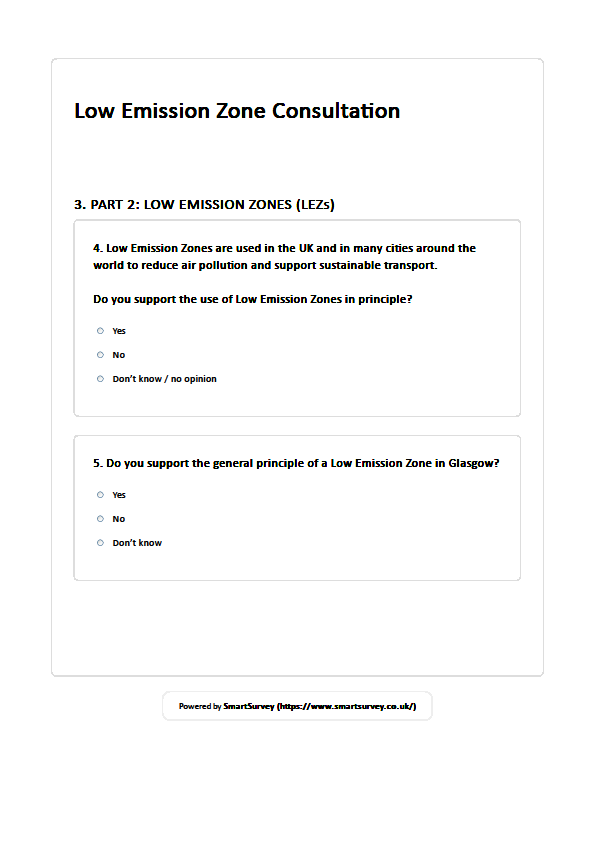 Low Emission Zone Consultation
3. PART 2: LOW EMISSION ZONES (LEZs)
4. Low Emission Zones are used in the UK and in many cities around the
world to reduce air pollution and support sustainable transport.
Do you support the use of Low Emission Zones in principle?
Yes
No
Don't know / no opinion
5. Do you support the general principle of a Low Emission Zone in Glasgow?
Yes
No
Don't know
Powered by SmartSurvey (https://www.smartsurvey.co.uk/)